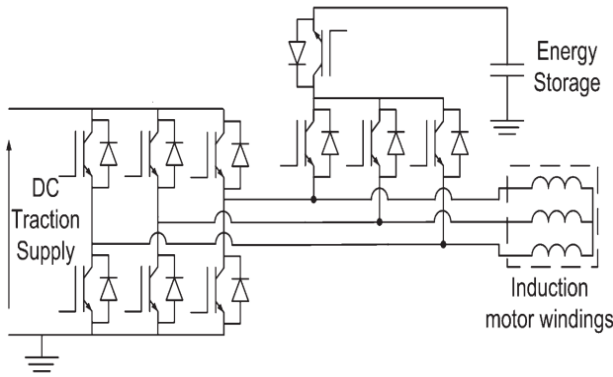 Energy
Storage
DC
Traction
Supply
Induction
motor windings